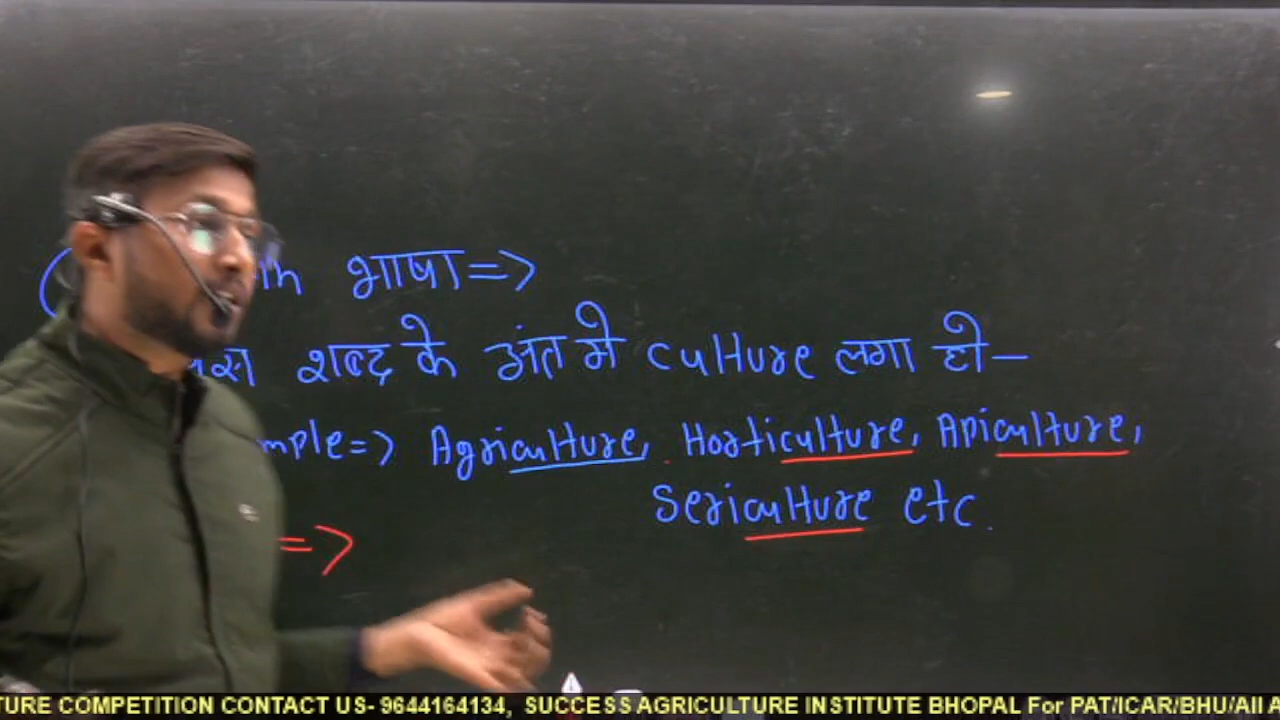 भाषा =>
शब्द के अंत मे culture लगा हो—
=> Agriculture, Horticulture, Apiculture,
Sericulture etc.
=>
TURE COMPETITION CONTACT US- 9644164134, SUCCESS AGRICULTURE INSTITUTE BHOPAL For PAT/ICAR/BHU/All A